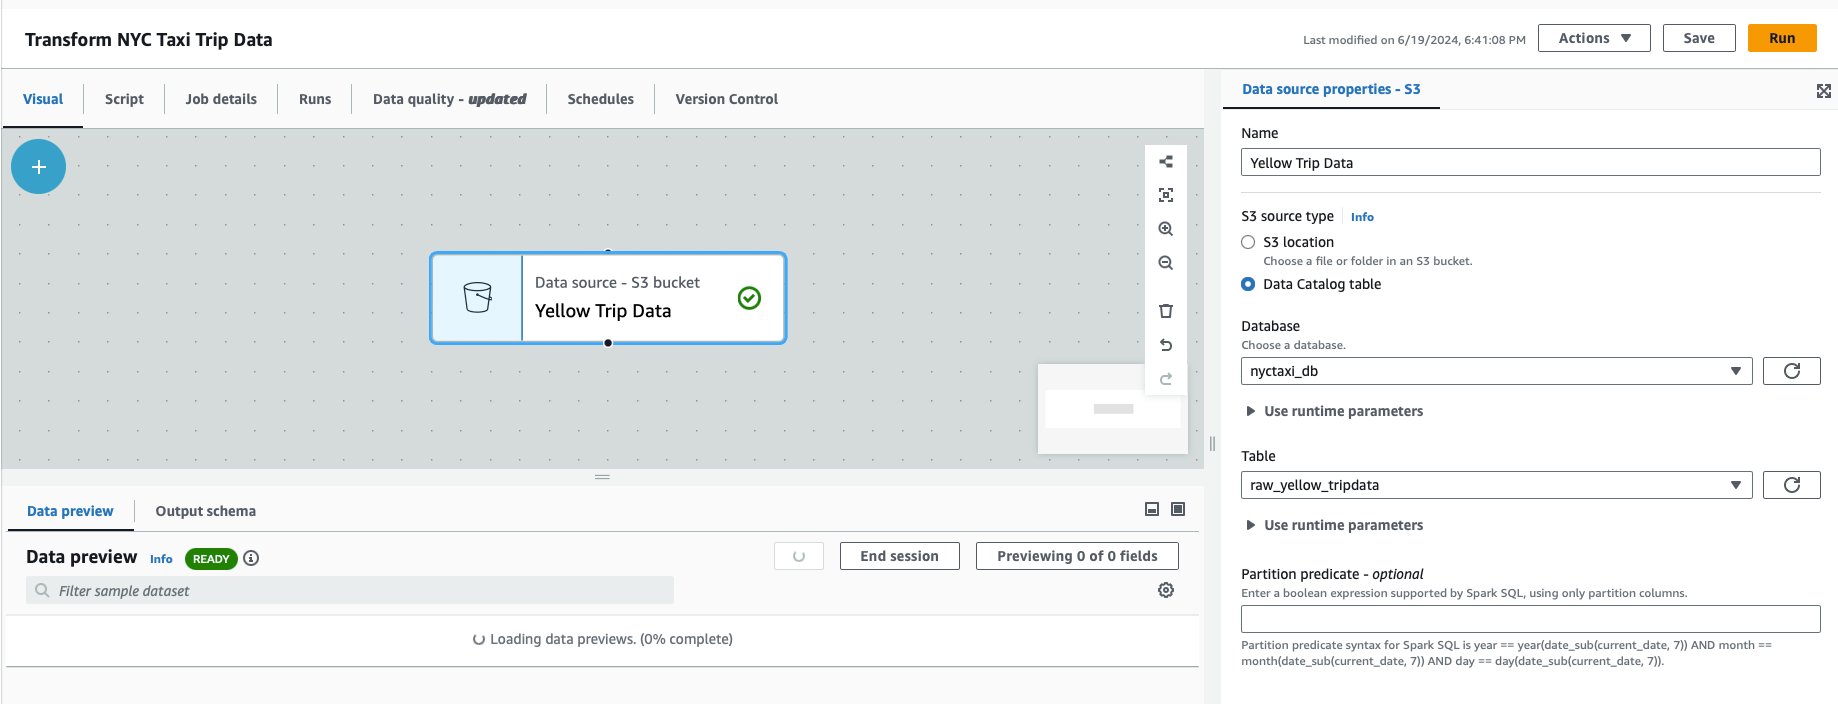 Transform NYC Taxi Trip Data
Last modified on 6/19/2024, 6:41:08 PM
Actions
Save
Run
Visual
Script
Job details
Runs
Data quality - updated
Schedules
Version Control
Data source - S3 bucket
Yellow Trip Data
Data preview
Output schema
Data preview
Info
READY
End session
Previewing 0 of 0 fields
Filter sample dataset
Loading data previews. (0% complete)
Data source properties - S3
Name
Yellow Trip Data
S3 source type
Info
S3 location
Choose a file or folder in an S3 bucket.
Data Catalog table
Database
Choose a database.
nyctaxi_db
Use runtime parameters
Table
raw_yellow_tripdata
Use runtime parameters
Partition predicate - optional
Enter a boolean expression supported by Spark SQL, using only partition columns.
Partition predicate syntax for Spark SQL is year == year(date_sub(current_date, 7)) AND month ==
month(date_sub(current_date, 7)) AND day == day(date_sub(current_date, 7)).